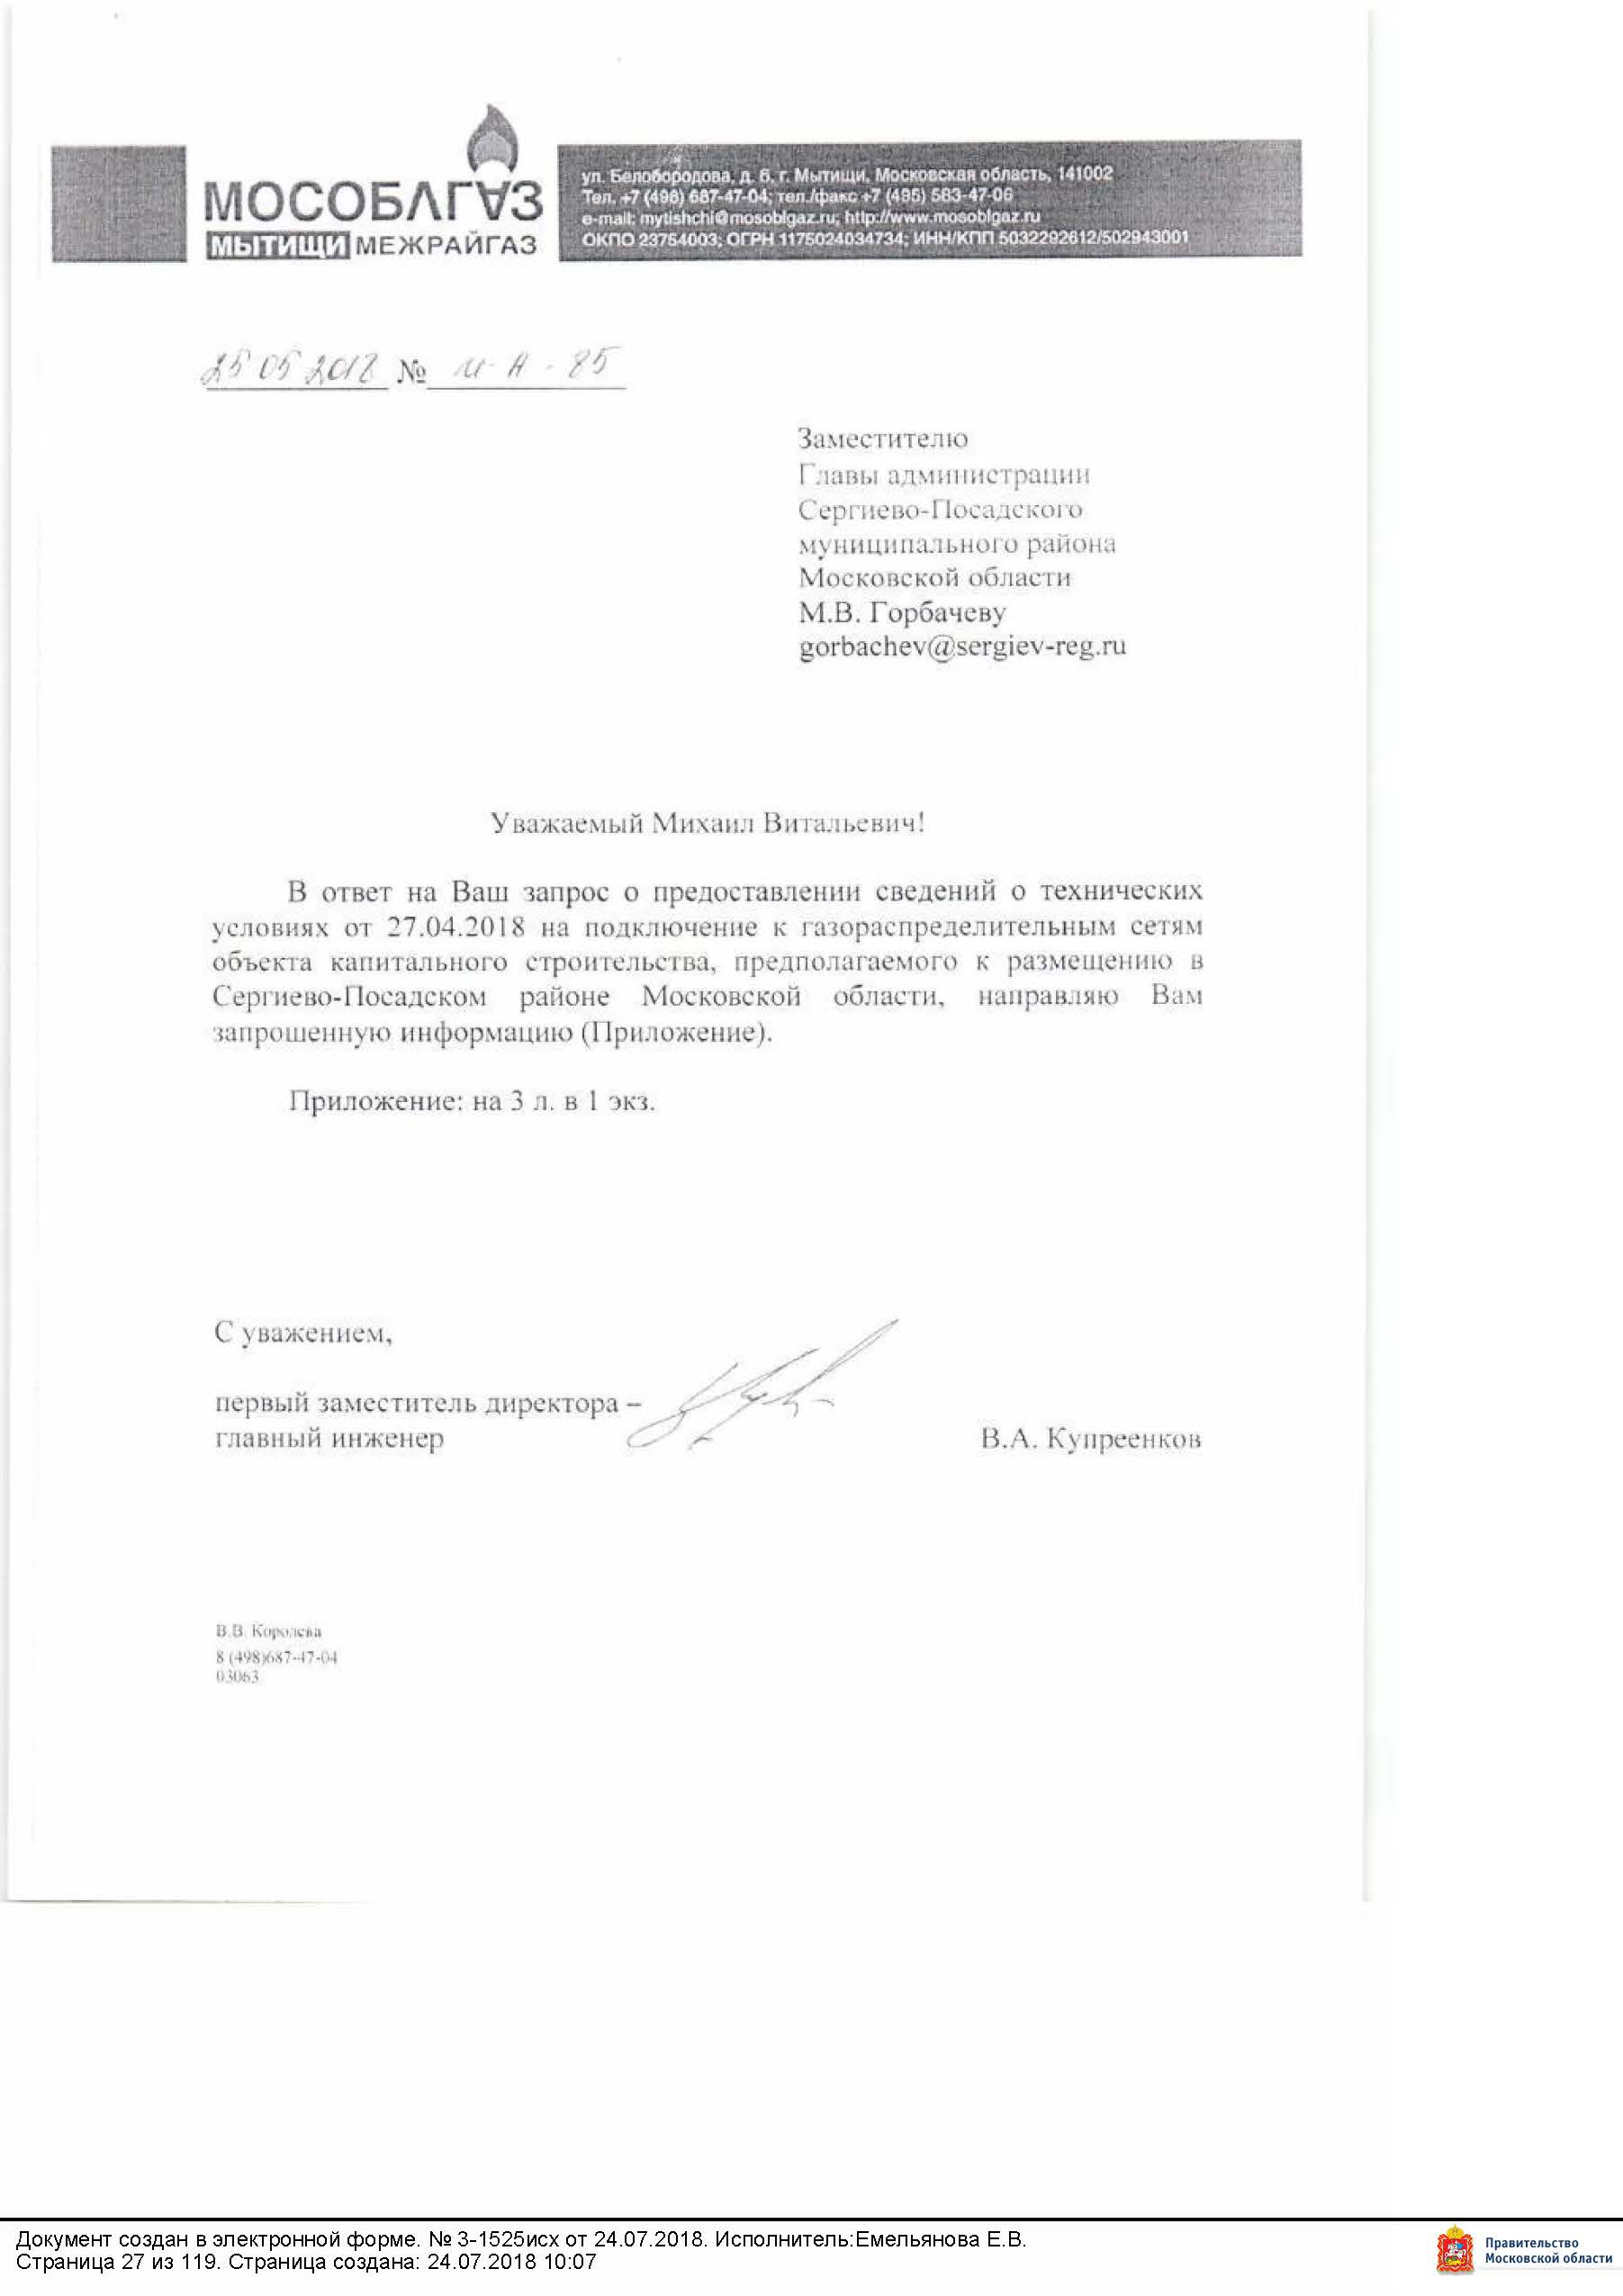 МОСОБЛГАЗ
МЫТИЩИ МЕЖРАЙГАЗ
ул. Белобородова, д. 6, г. Мытищи, Московская область, 141002
Тел. +7 (498) 687-47-04; тел./факс +7 (495) 583-47-06
e-mail: mytishchi@mosoblgaz.ru; http://www.mosoblgaz.ru
ОКПО 23754003; ОГРН 1175024034734; ИНН/КПП 5032292612/502943001
25 05 2018 № и-А-85
Заместителю
Главы администрации
Сергиево-Посадского
муниципального района
Московской области
М.В. Горбачеву
gorbachev@sergiev-reg.ru
Уважаемый Михаил Витальевич!
В ответ на Ваш запрос о предоставлении сведений о технических
условиях от 27.04.2018 на подключение к газораспределительным сетям
объекта капитального строительства, предполагаемого к размещению в
Сергиево-Посадском районе Московской области, направляю Вам
запрошенную информацию (Приложение).
Приложение: на 3 л. в 1 экз.
С уважением,
первый заместитель директора –
главный инженер
В.А. Купреенков
В.В. Королева
8 (498)687-47-04
03063
Документ создан в электронной форме. № 3-1525исх от 24.07.2018. Исполнитель:Емельянова Е.В.
Страница 27 из 119. Страница создана: 24.07.2018 10:07
Правительство
Московской области